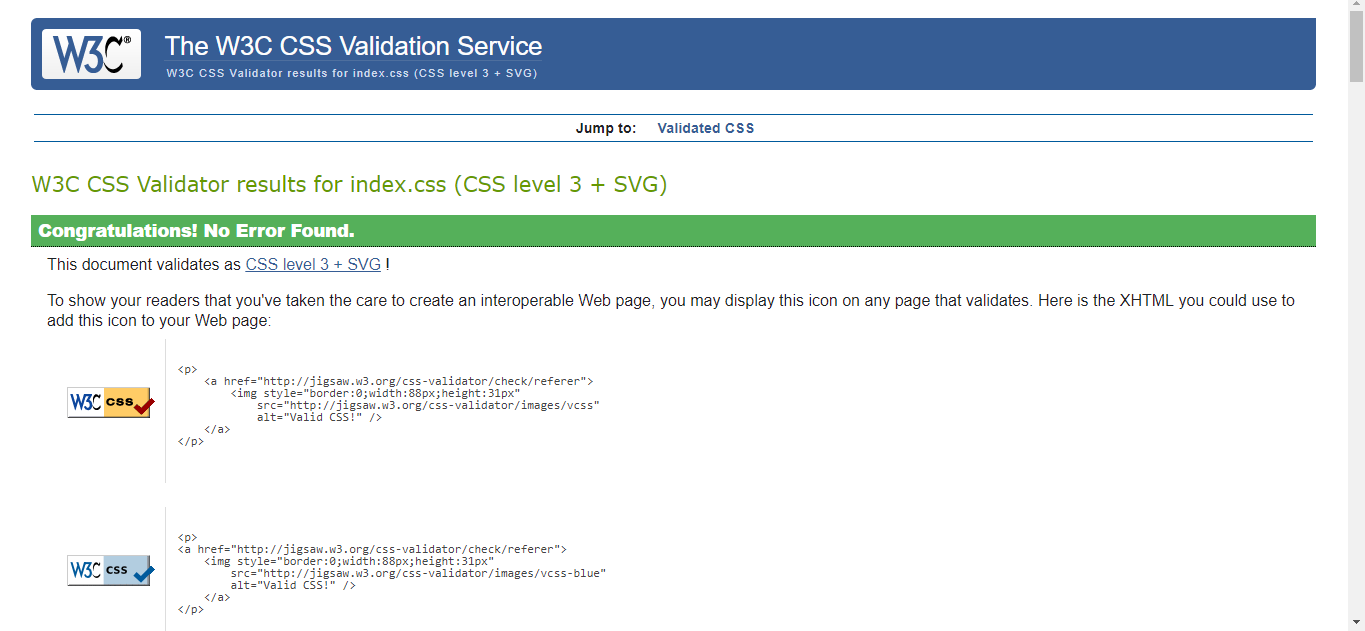 W3C®
The W3C CSS Validation Service
W3C CSS Validator results for index.css (CSS level 3 + SVG)
Jump to: Validated CSS
W3C CSS Validator results for index.css (CSS level 3 + SVG)
Congratulations! No Error Found.
This document validates as CSS level 3 + SVG !
To show your readers that you've taken the care to create an interoperable Web page, you may display this icon on any page that validates. Here is the XHTML you could use to
add this icon to your Web page:
W3C css
<p>
    <a href="http://jigsaw.w3.org/css-validator/check/referer">
        <img style="border:0;width:88px;height:31px"
            src="http://jigsaw.w3.org/css-validator/images/vcss"
            alt="Valid CSS!" />
    </a>
</p>
W3C css
<p>
<a href="http://jigsaw.w3.org/css-validator/check/referer">
    <img style="border:0;width:88px;height:31px"
        src="http://jigsaw.w3.org/css-validator/images/vcss-blue"
        alt="Valid CSS!" />
    </a>
</p>